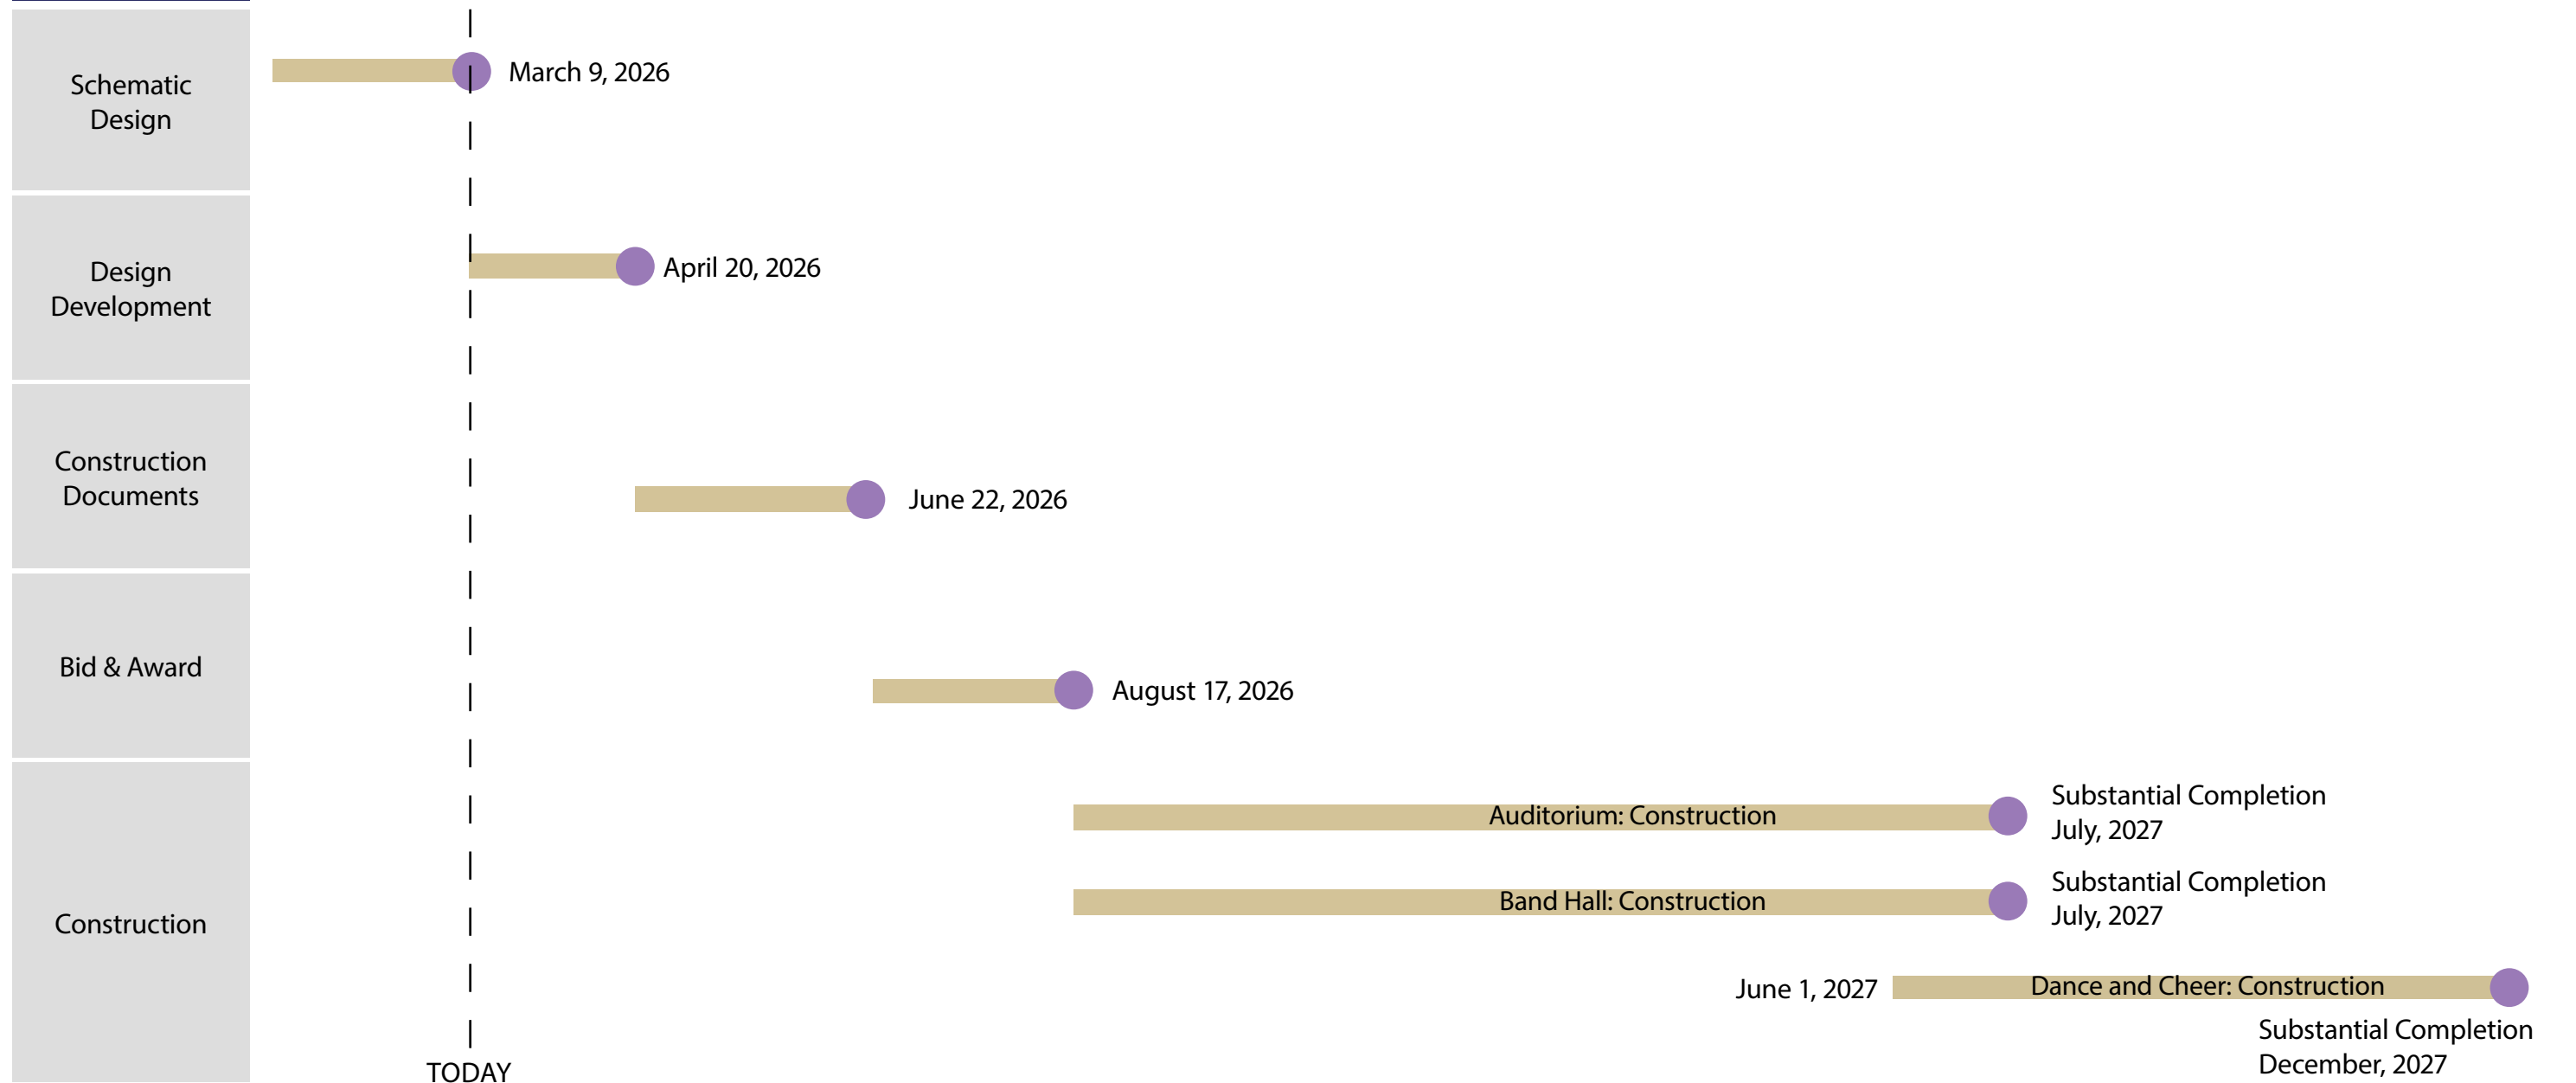 Schematic
Design
March 9, 2026
Design
Development
April 20, 2026
Construction
Documents
June 22, 2026
Bid & Award
August 17, 2026
Construction
Auditorium: Construction
Substantial Completion
July, 2027
Band Hall: Construction
Substantial Completion
July, 2027
June 1, 2027
Dance and Cheer: Construction
Substantial Completion
December, 2027
TODAY